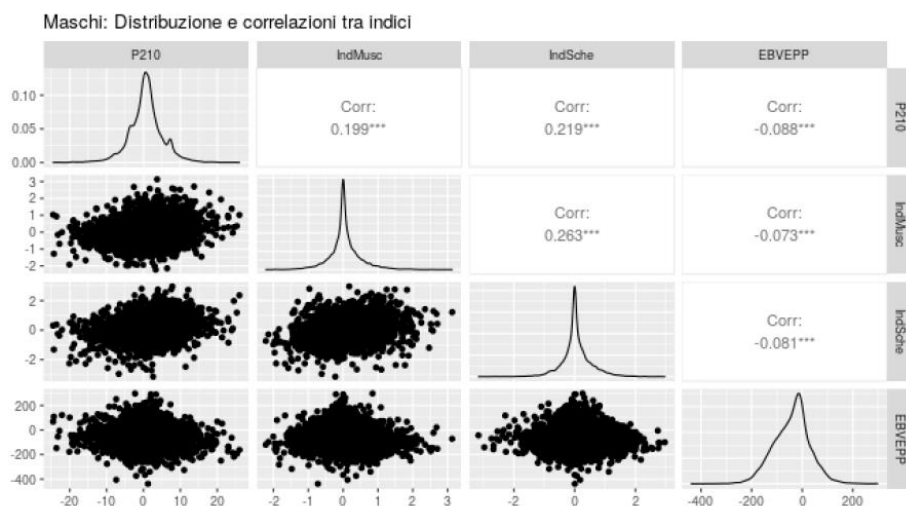 Maschi: Distribuzione e correlazioni tra indici
P210 IndMusc IndSche EBVEPP
0.10
0.05
0.00
Corr:
0.199***
Corr:
0.219***
Corr:
-0.088***
P210
3
2
1
0
-1
-2
Corr:
0.263***
Corr:
-0.073***
IndMusc
2
0
-2
Corr:
-0.081***
IndSche
200
0
-200
-400
EBVEPP
-20 -10 0 10 20
-2 -1 0 1 2 3
-2 0 2
-400 -200 0 200